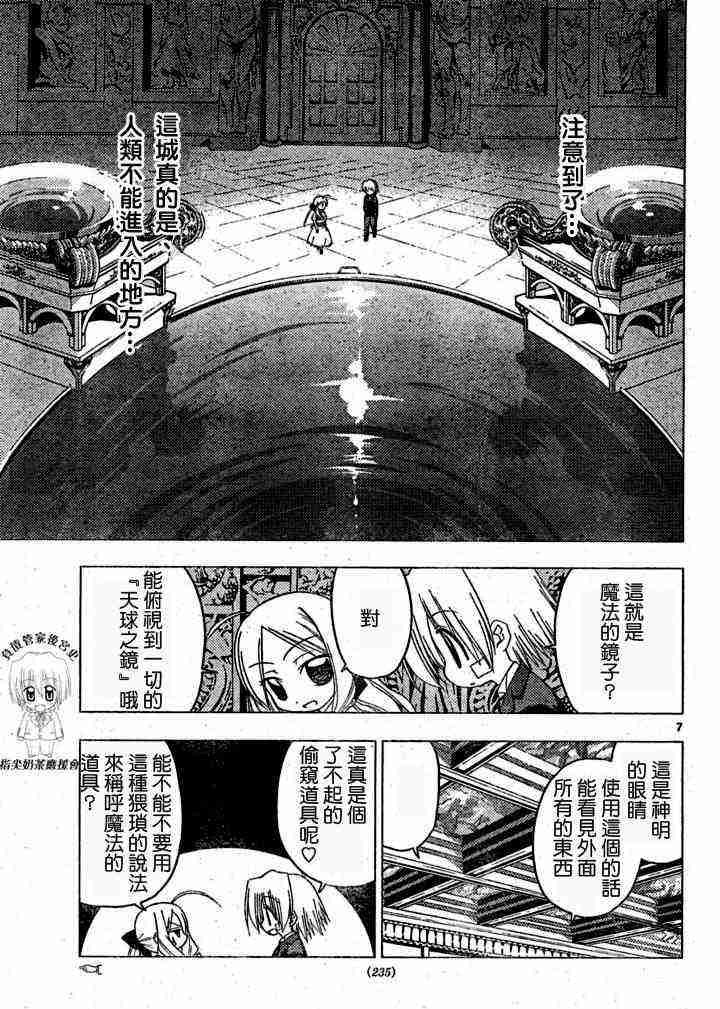 注意到了…
這城真的是、
人類不能進入的地方…
這就是
魔法的鏡子？
對
能俯視到一切的
『天球之鏡』哦
7
這是神明
的眼睛
使用這個的話
能看見外面
所有的東西
這真是個
了不起的
偷窺道具呢♡
能不能不要用
這種猥瑣的說法
來稱呼魔法的
道具？
負債管家後宮史
指尖奶茶廠援會
(235)